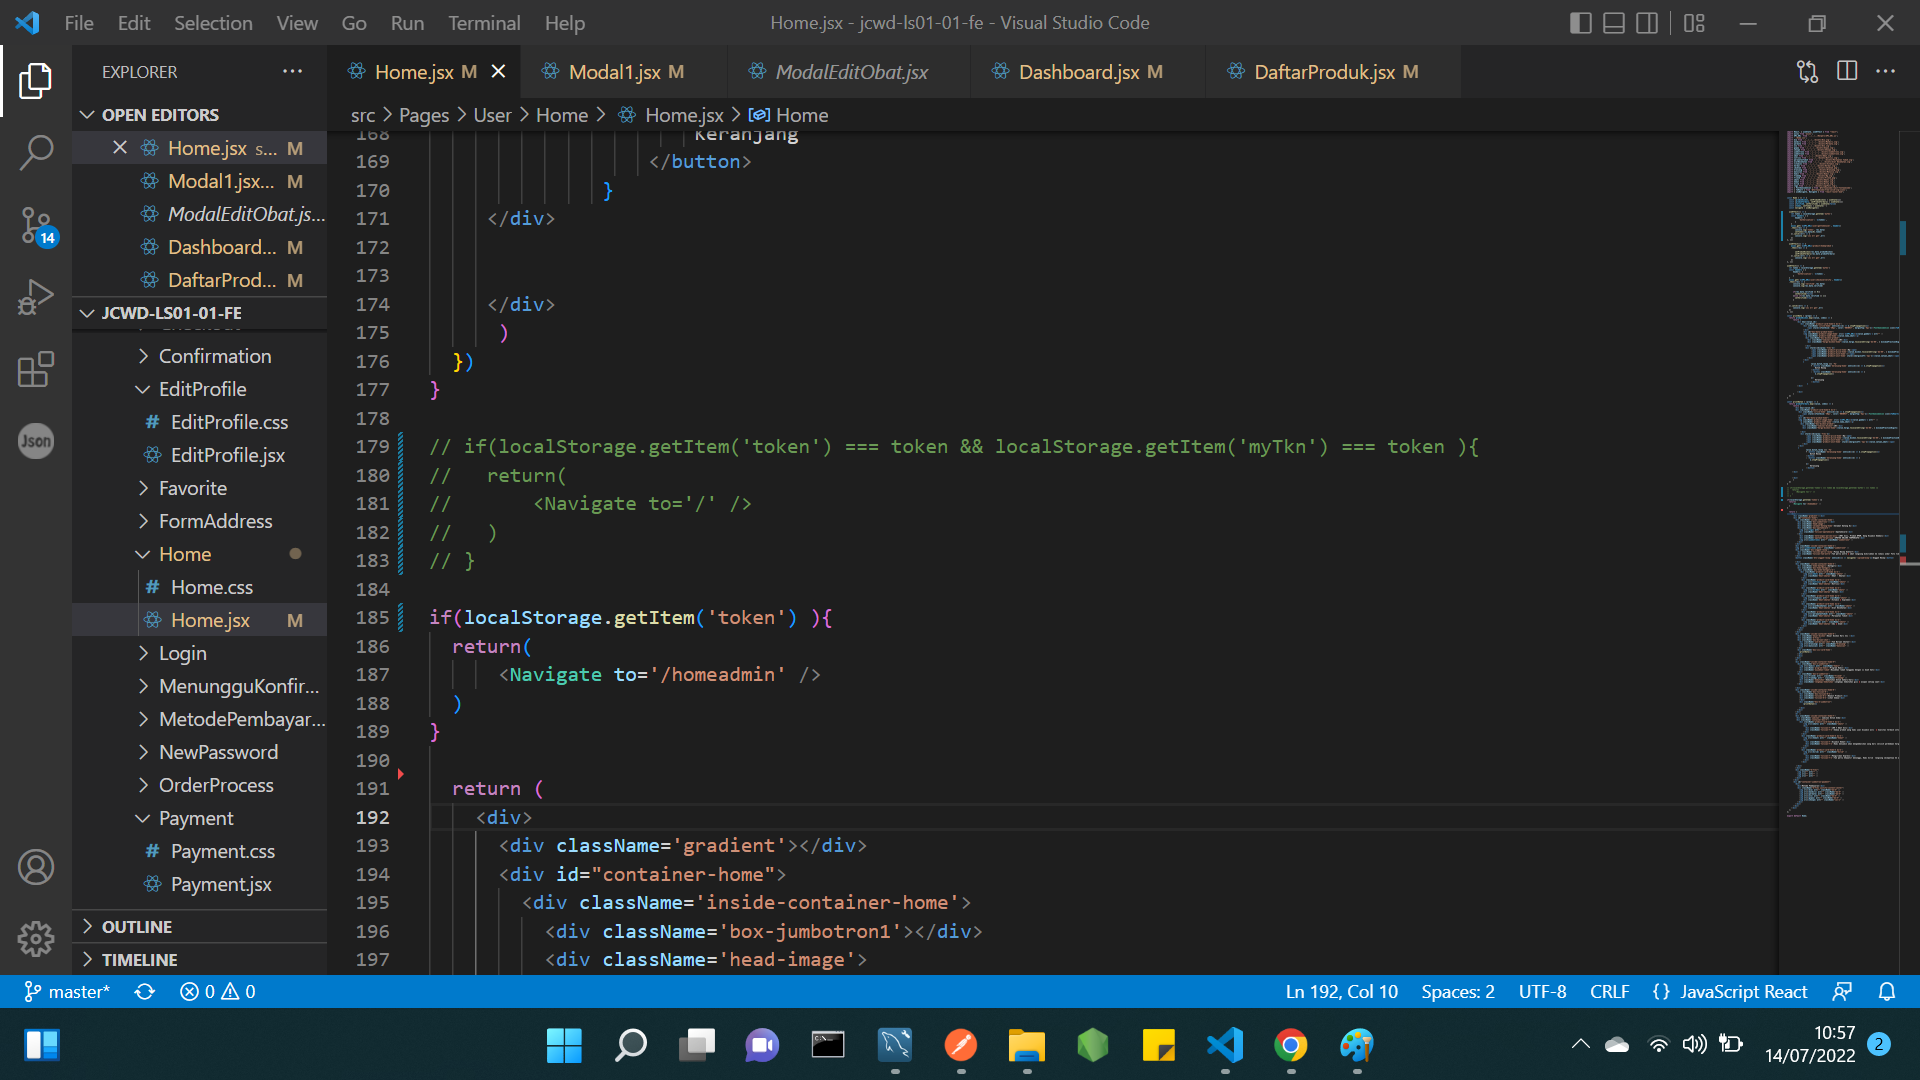 File Edit Selection View Go Run Terminal Help
Home.jsx - jcwd-ls01-01-fe - Visual Studio Code
EXPLORER
Home.jsx M
Modal1.jsx M
ModalEditObat.jsx
Dashboard.jsx M
DaftarProduk.jsx M
src > Pages > User > Home > Home.jsx > Home
OPEN EDITORS
Home.jsx s... M
Modal1.jsx... M
ModalEditObat.js...
Dashboard... M
DaftarProd... M
JCWD-LS01-01-FE
Checkout
Confirmation
EditProfile
# EditProfile.css
EditProfile.jsx
Favorite
FormAddress
Home
# Home.css
Home.jsx M
Login
MenungguKonfir...
MetodePembayar...
NewPassword
OrderProcess
Payment
# Payment.css
Payment.jsx
OUTLINE
TIMELINE
14
Json
168 Keranjang
169 </button>
170 }
171 </div>
172
173
174 </div>
175 )
176 })
177 }
178
179 // if(localStorage.getItem('token') === token && localStorage.getItem('myTkn') === token ){
180 //   return(
181 //       <Navigate to='/' />
182 //   )
183 // }
184
185 if(localStorage.getItem('token') ){
186   return(
187       <Navigate to='/homeadmin' />
188   )
189 }
190
191   return (
192     <div>
193       <div className='gradient'></div>
194       <div id="container-home">
195         <div className='inside-container-home'>
196           <div className='box-jumbotron1'></div>
197           <div className='head-image'>
master* 0 0 Ln 192, Col 10 Spaces: 2 UTF-8 CRLF {} JavaScript React
10:57
14/07/2022
2